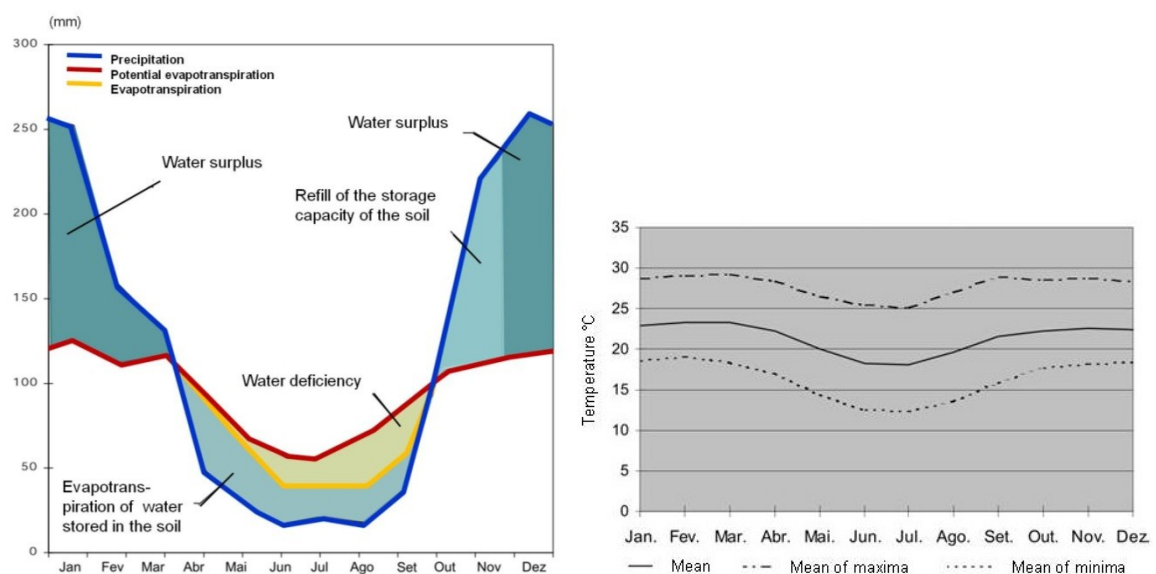 (mm)
300
250
200
150
100
50
0
Precipitation
Potential evapotranspiration
Evapotranspiration
Water surplus
Water surplus
Refill of the storage
capacity of the soil
Water deficiency
Evapotrans-
piration of water
stored in the soil
Jan Fev Mar Abr Mai Jun Jul Ago Set Out Nov Dez
Temperature °C
35
30
25
20
15
10
5
0
Jan. Fev. Mar. Abr. Mai. Jun. Jul. Ago. Set. Out. Nov. Dez.
Mean Mean of maxima Mean of minima